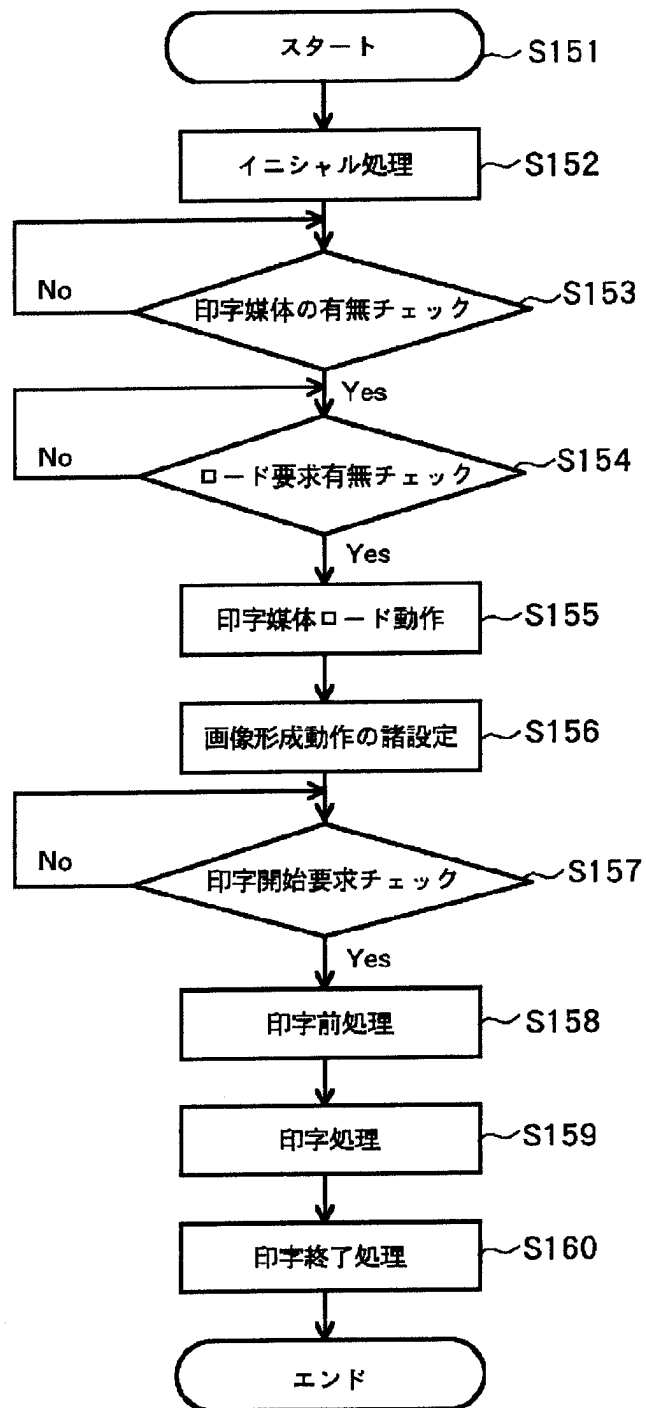 スタート
S151
イニシャル処理
S152
No
印字媒体の有無チェック
S153
Yes
No
ロード要求有無チェック
S154
Yes
印字媒体ロード動作
S155
画像形成動作の諸設定
S156
No
印字開始要求チェック
S157
Yes
印字前処理
S158
印字処理
S159
印字終了処理
S160
エンド